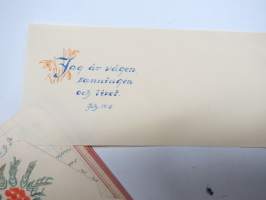 Jag är vägen
sanningen
och livet.
Joh. 14:6